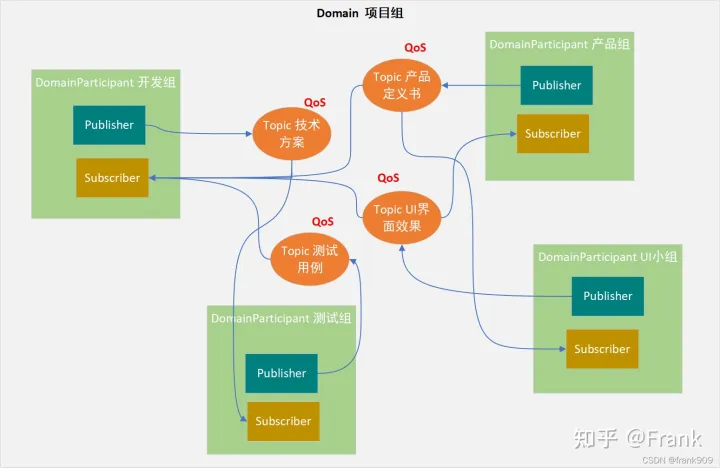 Domain 项目组
DomainParticipant 开发组
Publisher
Subscriber
QoS
Topic 技术
方案
QoS
Topic 产品
定义书
DomainParticipant 产品组
Publisher
Subscriber
QoS
Topic UI界
面效果
QoS
Topic 测试
用例
DomainParticipant UI小组
Publisher
Subscriber
DomainParticipant 测试组
Publisher
Subscriber
知乎 @Frank
CSDN @frank909